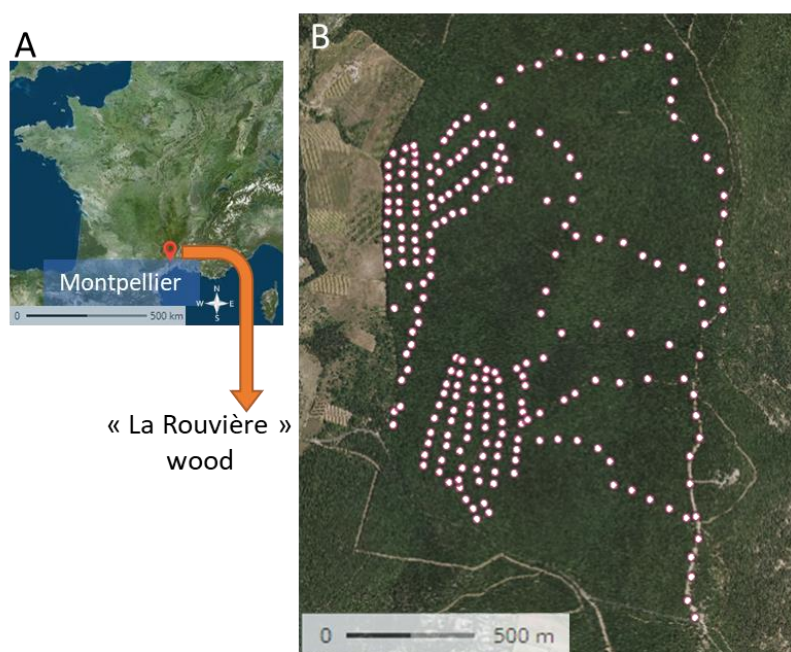 A
B
Montpellier
N
W E
S
0 500 km
« La Rouvière »
wood
0 500 m